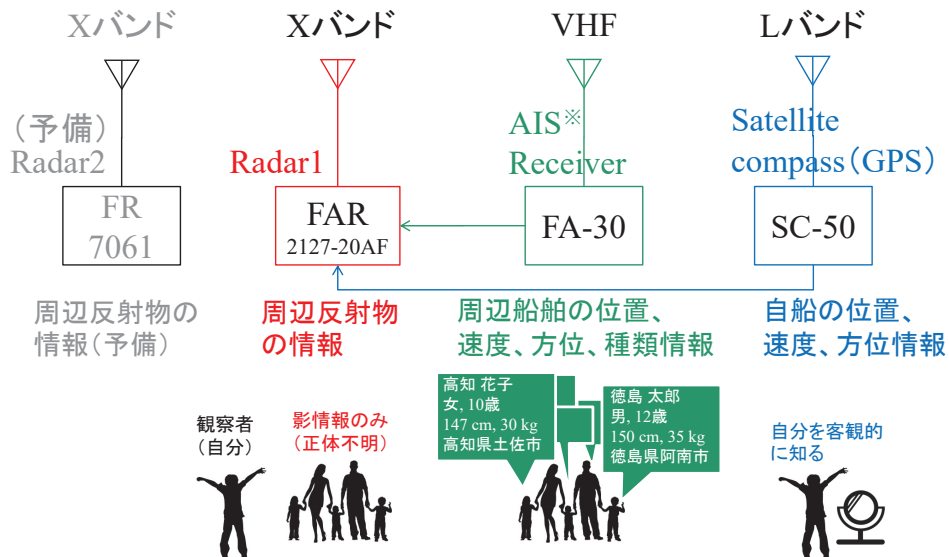 Xバンド
Xバンド
VHF
Lバンド
（予備）
Radar2
Radar1
AIS※
Receiver
Satellite
compass（GPS）
FR
7061
FAR
2127-20AF
FA-30
SC-50
周辺反射物の
情報（予備）
周辺反射物
の情報
周辺船舶の位置、
速度、方位、種類情報
自船の位置、
速度、方位情報
観察者
（自分）
影情報のみ
（正体不明）
高知 花子
女, 10歳
147 cm, 30 kg
高知県土佐市
徳島 太郎
男, 12歳
150 cm, 35 kg
徳島県阿南市
自分を客観的
に知る